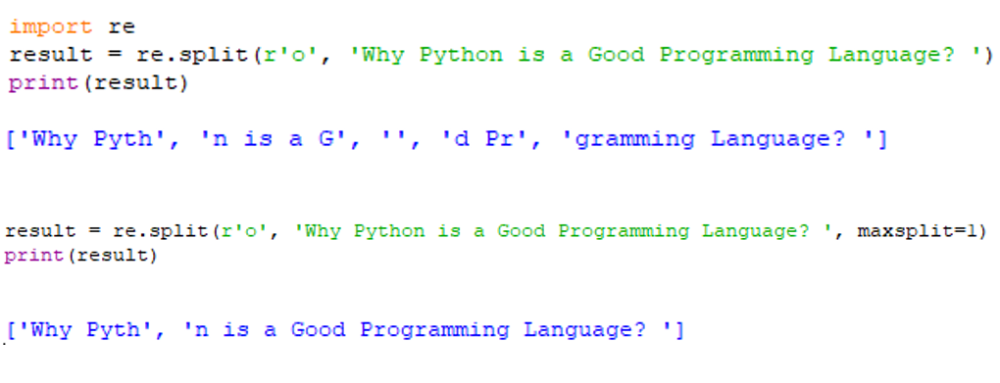 import re
result = re.split(r'o', 'Why Python is a Good Programming Language? ')
print(result)
['Why Pyth', 'n is a G', '', 'd Pr', 'gramming Language? ']
result = re.split(r'o', 'Why Python is a Good Programming Language? ', maxsplit=1)
print(result)
['Why Pyth', 'n is a Good Programming Language? ']